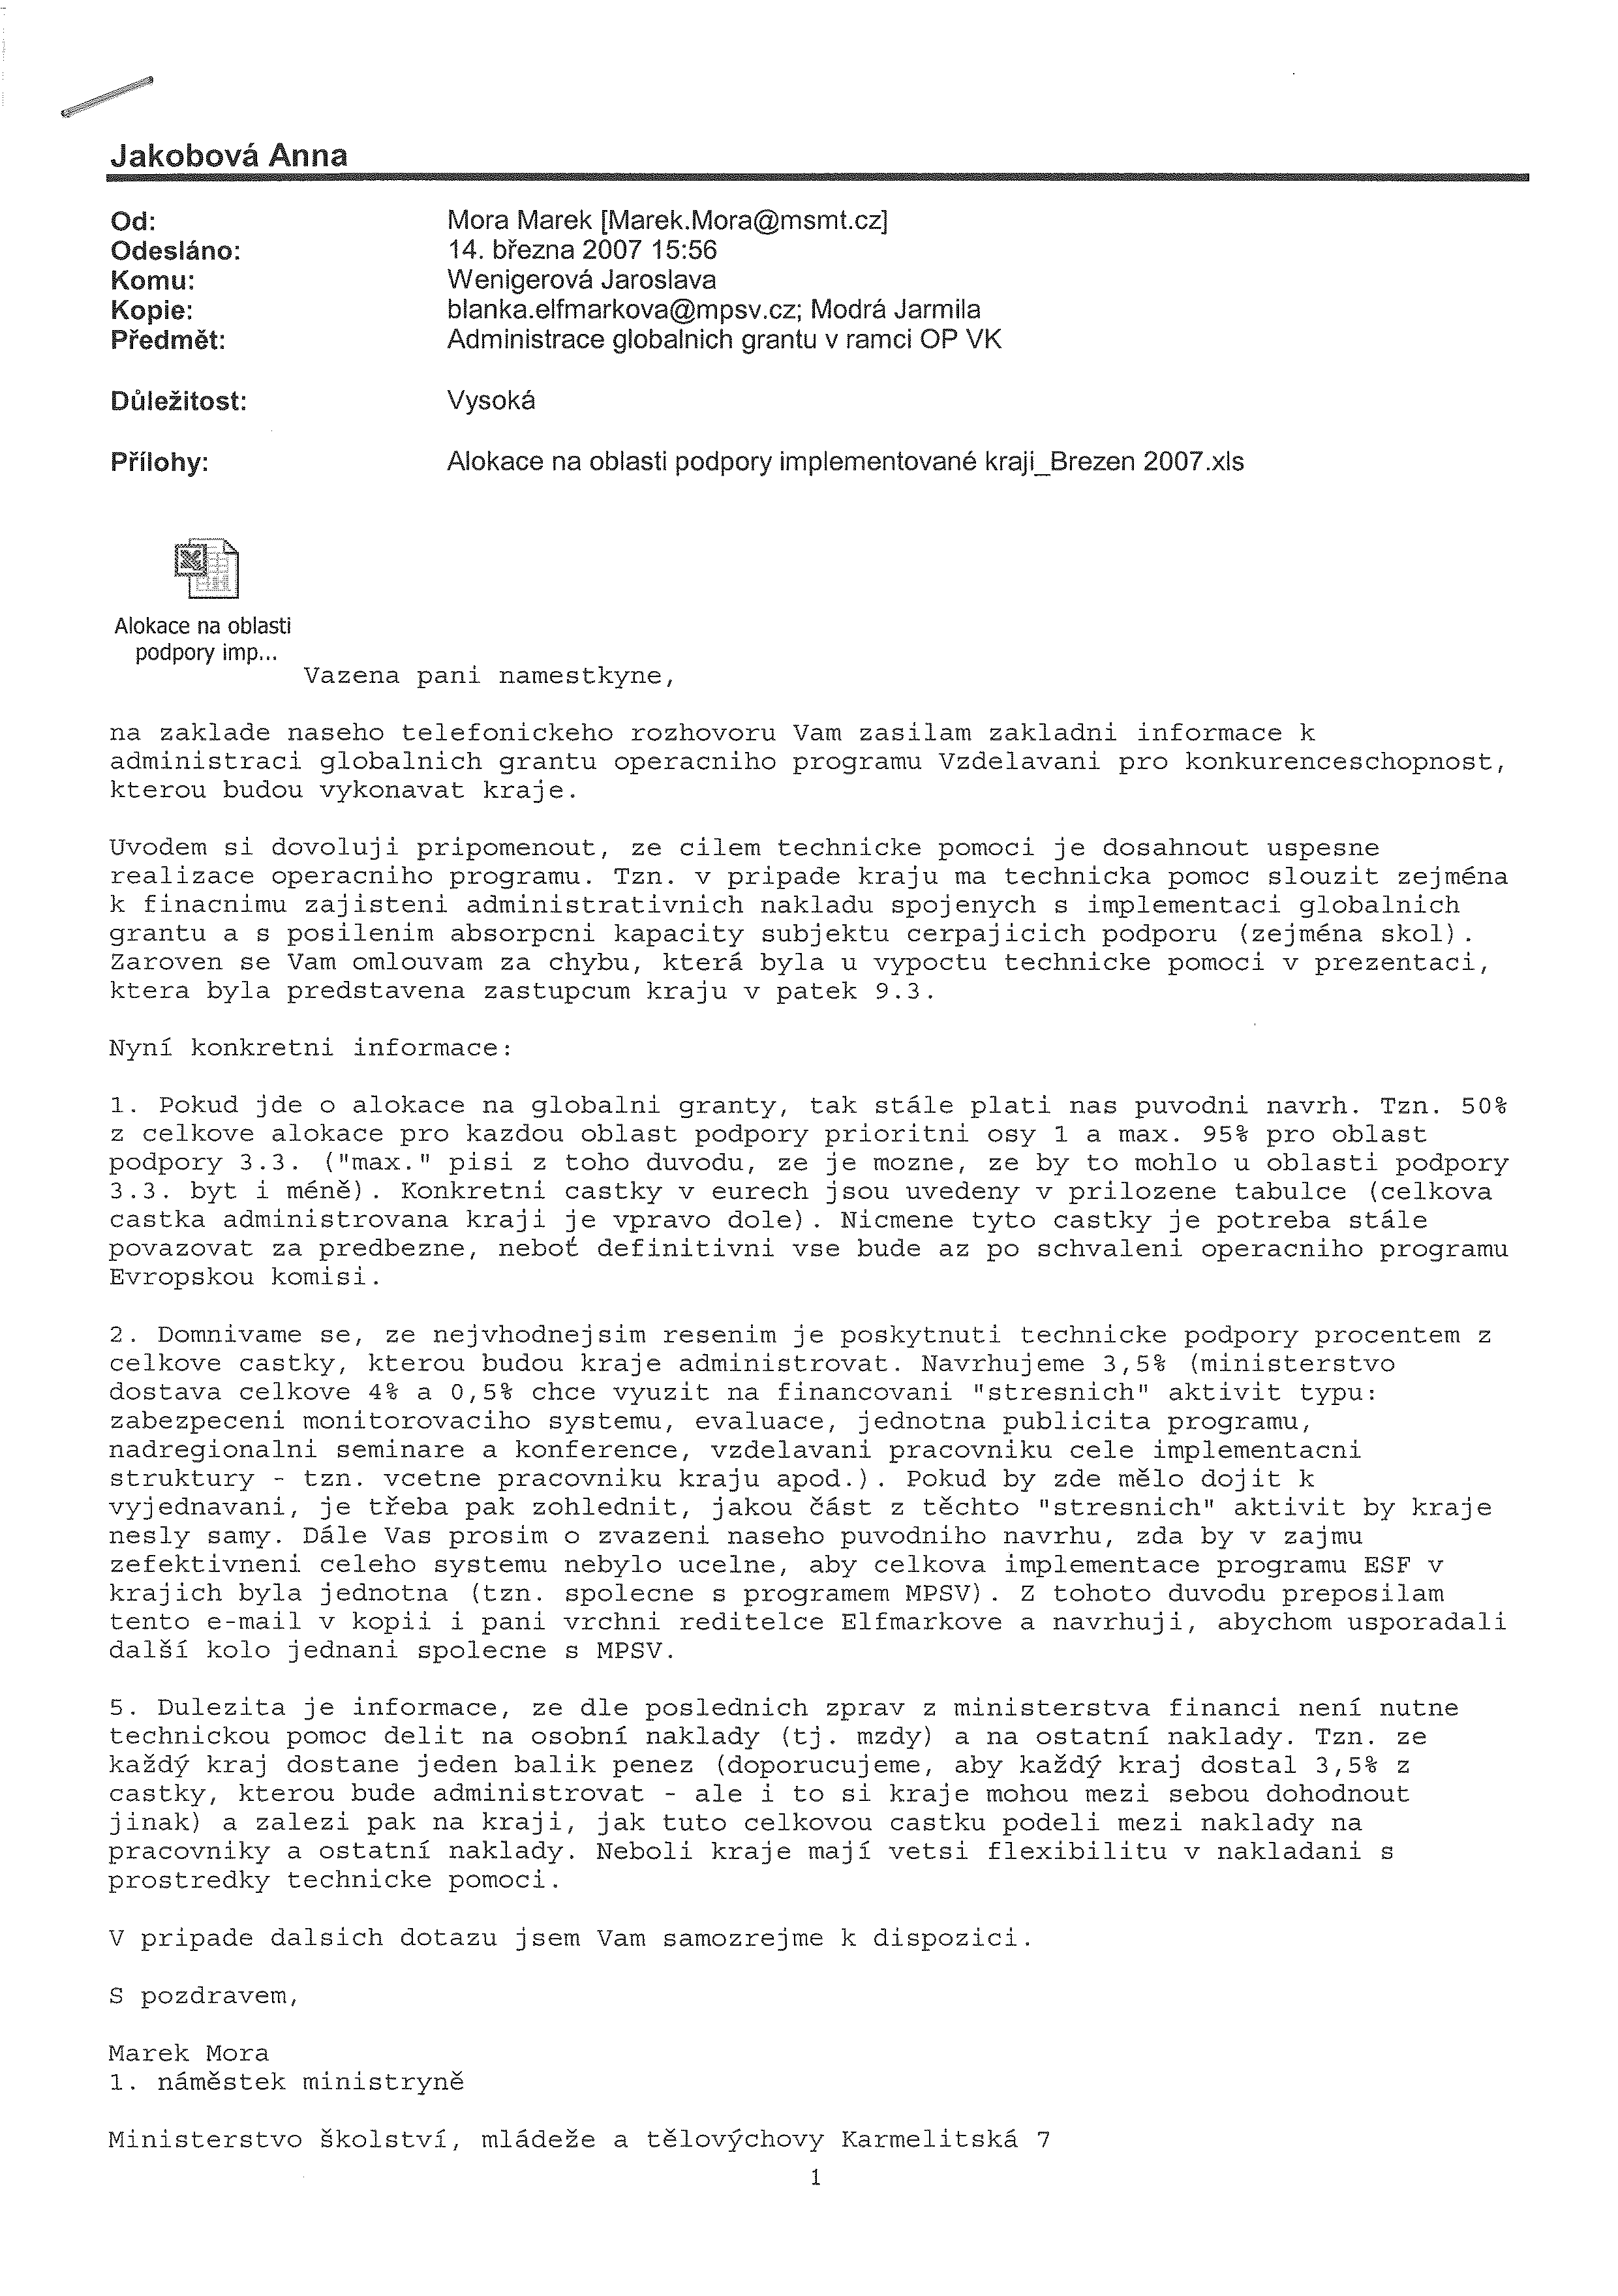 Jakobová Anna
Od: Mora Marek [Marek.Mora@msmt.cz]
Odesláno: 14. března 2007 15:56
Komu: Wenigerová Jaroslava
Kopie: blanka.elfmarkova@mpsv.cz; Modrá Jarmila
Předmět: Administrace globalnich grantu v ramci OP VK
Důležitost: Vysoká
Přílohy: Alokace na oblasti podpory implementované kraji_Brezen 2007.xls
Alokace na oblasti
podpory imp...
Vazena pani namestkyne,
na zaklade naseho telefonickeho rozhovoru Vam zasilam zakladni informace k
administraci globalnich grantu operacniho programu Vzdelavani pro konkurenceschopnost,
kterou budou vykonavat kraje.
Uvodem si dovoluji pripomenout, ze cilem technicke pomoci je dosahnout uspesne
realizace operacniho programu. Tzn. v pripade kraju ma technicka pomoc slouzit zejména
k finacnimu zajisteni administrativnich nakladu spojenych s implementaci globalnich
grantu a s posilenim absorpcni kapacity subjektu cerpajicich podporu (zejména skol).
Zaroven se Vam omlouvam za chybu, která byla u vypoctu technicke pomoci v prezentaci,
ktera byla predstavena zastupcum kraju v patek 9.3.
Nyní konkretni informace:
1. Pokud jde o alokace na globalni granty, tak stále plati nas puvodni navrh. Tzn. 50%
z celkove alokace pro kazdou oblast podpory prioritni osy 1 a max. 95% pro oblast
podpory 3.3. ("max." pisi z toho duvodu, ze je mozne, ze by to mohlo u oblasti podpory
3.3. byt i méně). Konkretni castky v eurech jsou uvedeny v prilozene tabulce (celkova
castka administrovana kraji je vpravo dole). Nicmene tyto castky je potreba stále
povazovat za predbezne, neboť definitivni vse bude az po schvaleni operacniho programu
Evropskou komisi.
2. Domnivame se, ze nejvhodnejsim resenim je poskytnuti technicke podpory procentem z
celkove castky, kterou budou kraje administrovat. Navrhujeme 3,5% (ministerstvo
dostava celkove 4% a 0,5% chce vyuzit na financovani "stresnich" aktivit typu:
zabezpeceni monitorovaciho systemu, evaluace, jednotna publicita programu,
nadregionalni seminare a konference, vzdelavani pracovniku cele implementacni
struktury - tzn. vcetne pracovniku kraju apod.). Pokud by zde mělo dojit k
vyjednavani, je třeba pak zohlednit, jakou část z těchto "stresnich" aktivit by kraje
nesly samy. Dále Vas prosim o zvazeni naseho puvodniho navrhu, zda by v zajmu
zefektivneni celeho systemu nebylo ucelne, aby celkova implementace programu ESF v
krajich byla jednotna (tzn. spolecne s programem MPSV). Z tohoto duvodu preposilam
tento e-mail v kopii i pani vrchni reditelce Elfmarkove a navrhuji, abychom usporadali
další kolo jednani spolecne s MPSV.
5. Dulezita je informace, ze dle poslednich zprav z ministerstva financi není nutne
technickou pomoc delit na osobní naklady (tj. mzdy) a na ostatní naklady. Tzn. ze
každý kraj dostane jeden balik penez (doporucujeme, aby každý kraj dostal 3,5% z
castky, kterou bude administrovat - ale i to si kraje mohou mezi sebou dohodnout
jinak) a zalezi pak na kraji, jak tuto celkovou castku podeli mezi naklady na
pracovniky a ostatní naklady. Neboli kraje mají vetsi flexibilitu v nakladani s
prostredky technicke pomoci.
V pripade dalsich dotazu jsem Vam samozrejme k dispozici.
S pozdravem,
Marek Mora
1. náměstek ministryně
Ministerstvo školství, mládeže a tělovýchovy Karmelitská 7
1